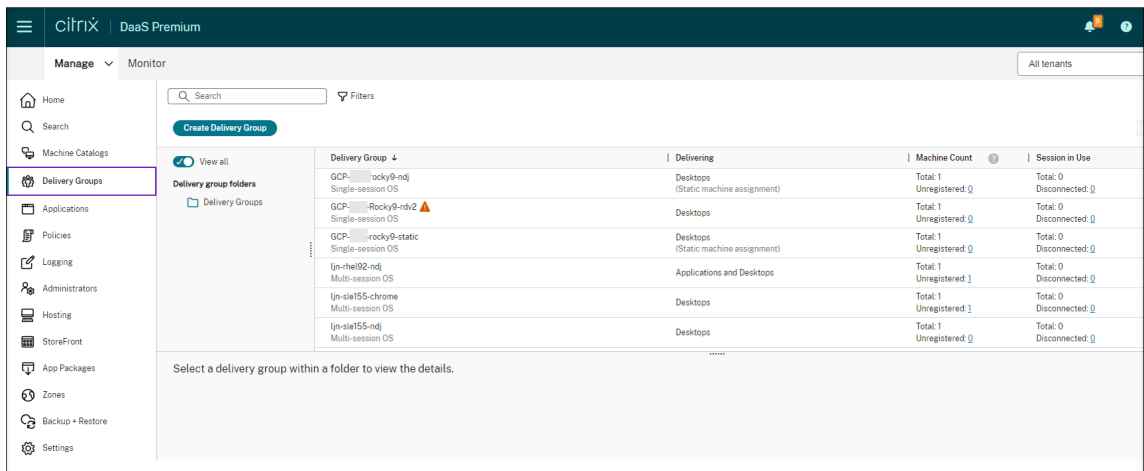 citrix | DaaS Premium
9
?
Manage
Monitor
All tenants
Home
Search
Machine Catalogs
Delivery Groups
Applications
Policies
Logging
Administrators
Hosting
StoreFront
App Packages
Zones
Backup + Restore
Settings
Search
Filters
Create Delivery Group
View all
Delivery group folders
Delivery Groups
Delivery Group ↓ Delivering Machine Count ? Session in Use
GCP- rocky9-ndj Desktops Total: 1 Total: 0
Single-session OS (Static machine assignment) Unregistered: 0 Disconnected: 0
GCP- -Rocky9-rdv2 Desktops Total: 1 Total: 0
Single-session OS Unregistered: 0 Disconnected: 0
GCP- -rocky9-static Desktops Total: 1 Total: 0
Single-session OS (Static machine assignment) Unregistered: 0 Disconnected: 0
ljn-rhel92-ndj Applications and Desktops Total: 1 Total: 0
Multi-session OS Unregistered: 1 Disconnected: 0
ljn-sle155-chrome Desktops Total: 1 Total: 0
Multi-session OS Unregistered: 1 Disconnected: 0
ljn-sle155-ndj Desktops Total: 1 Total: 0
Multi-session OS Unregistered: 0 Disconnected: 0
Select a delivery group within a folder to view the details.